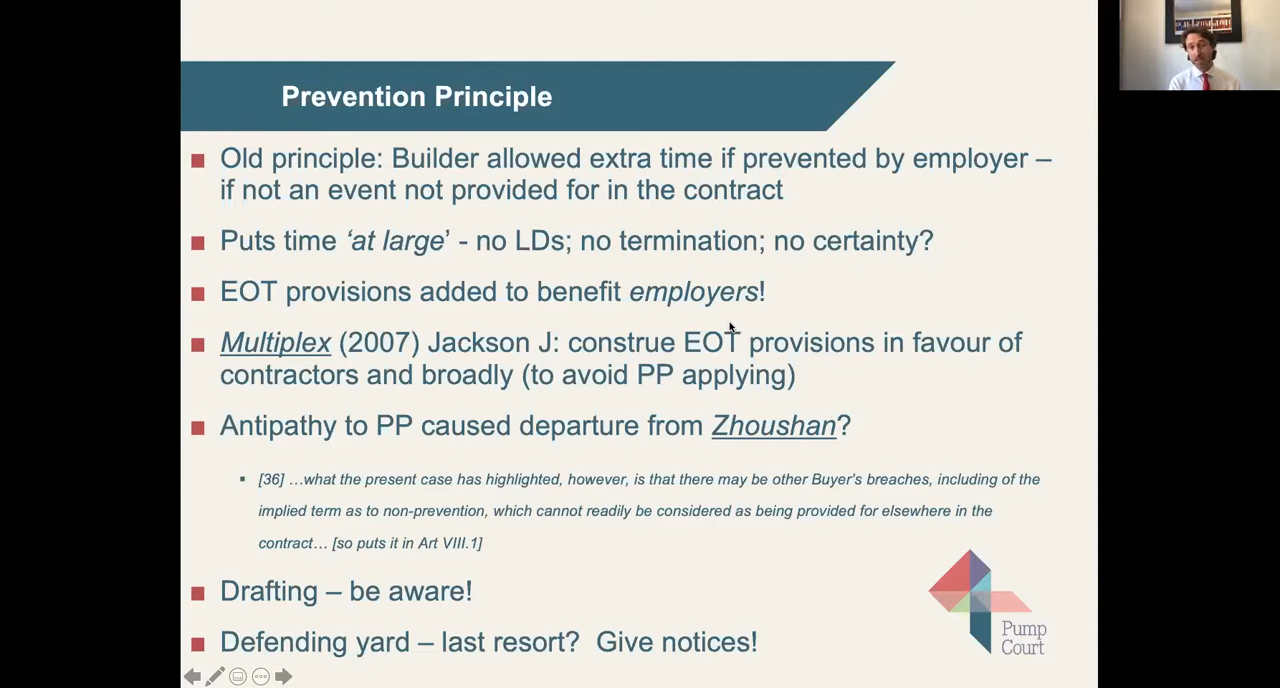 Prevention Principle
Old principle: Builder allowed extra time if prevented by employer –
if not an event not provided for in the contract
Puts time ‘at large’ - no LDs; no termination; no certainty?
EOT provisions added to benefit employers!
Multiplex (2007) Jackson J: construe EOT provisions in favour of
contractors and broadly (to avoid PP applying)
Antipathy to PP caused departure from Zhoushan?
[36] …what the present case has highlighted, however, is that there may be other Buyer’s breaches, including of the
implied term as to non-prevention, which cannot readily be considered as being provided for elsewhere in the
contract… [so puts it in Art VIII.1]
Drafting – be aware!
Defending yard – last resort? Give notices!
Pump
Court